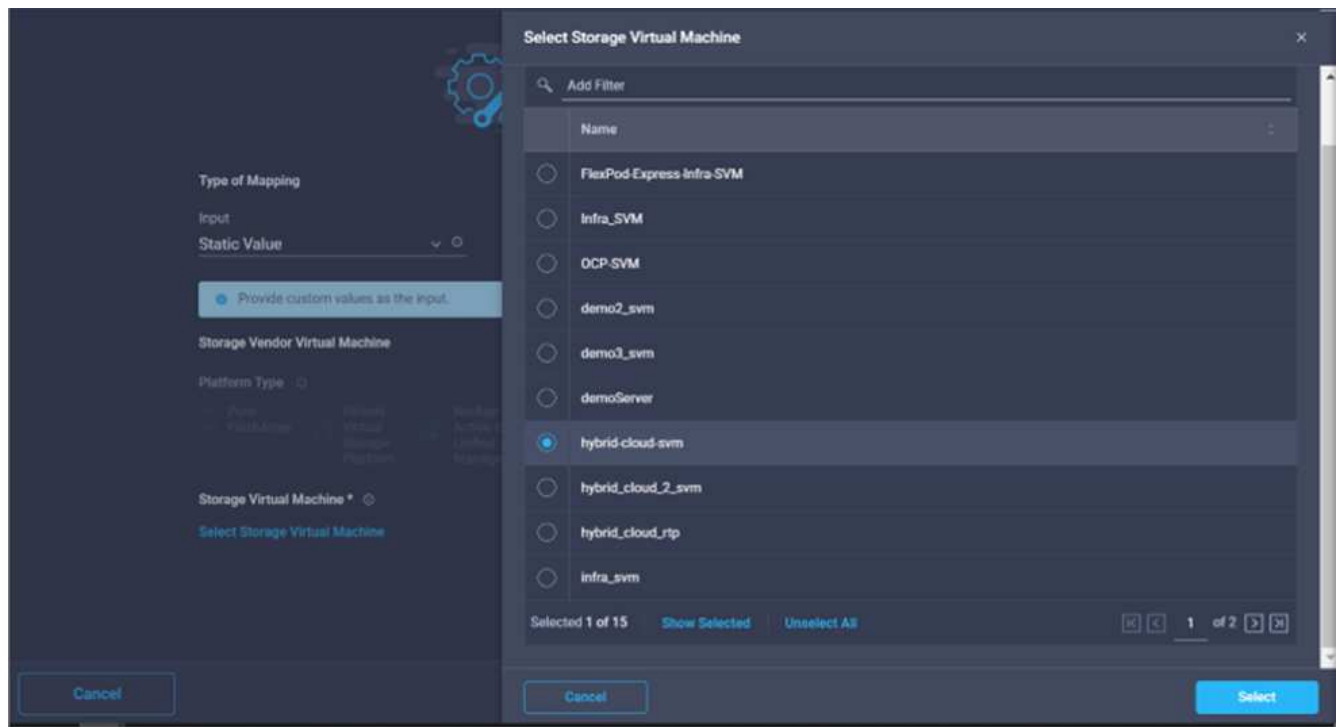 Select Storage Virtual Machine
Add Filter
Name
Type of Mapping
Input
Static Value
Provide custom values as the input.
Storage Vendor Virtual Machine
Platform Type
Storage Virtual Machine *
Select Storage Virtual Machine
FlexPod-Express-Infra-SVM
Infra_SVM
OCP-SVM
demo2_svm
demo3_svm
demoServer
hybrid-cloud-svm
hybrid_cloud_2_svm
hybrid_cloud_rtp
infra_svm
Selected 1 of 15 Show Selected Unselect All 1 of 2
Cancel
Cancel
Select